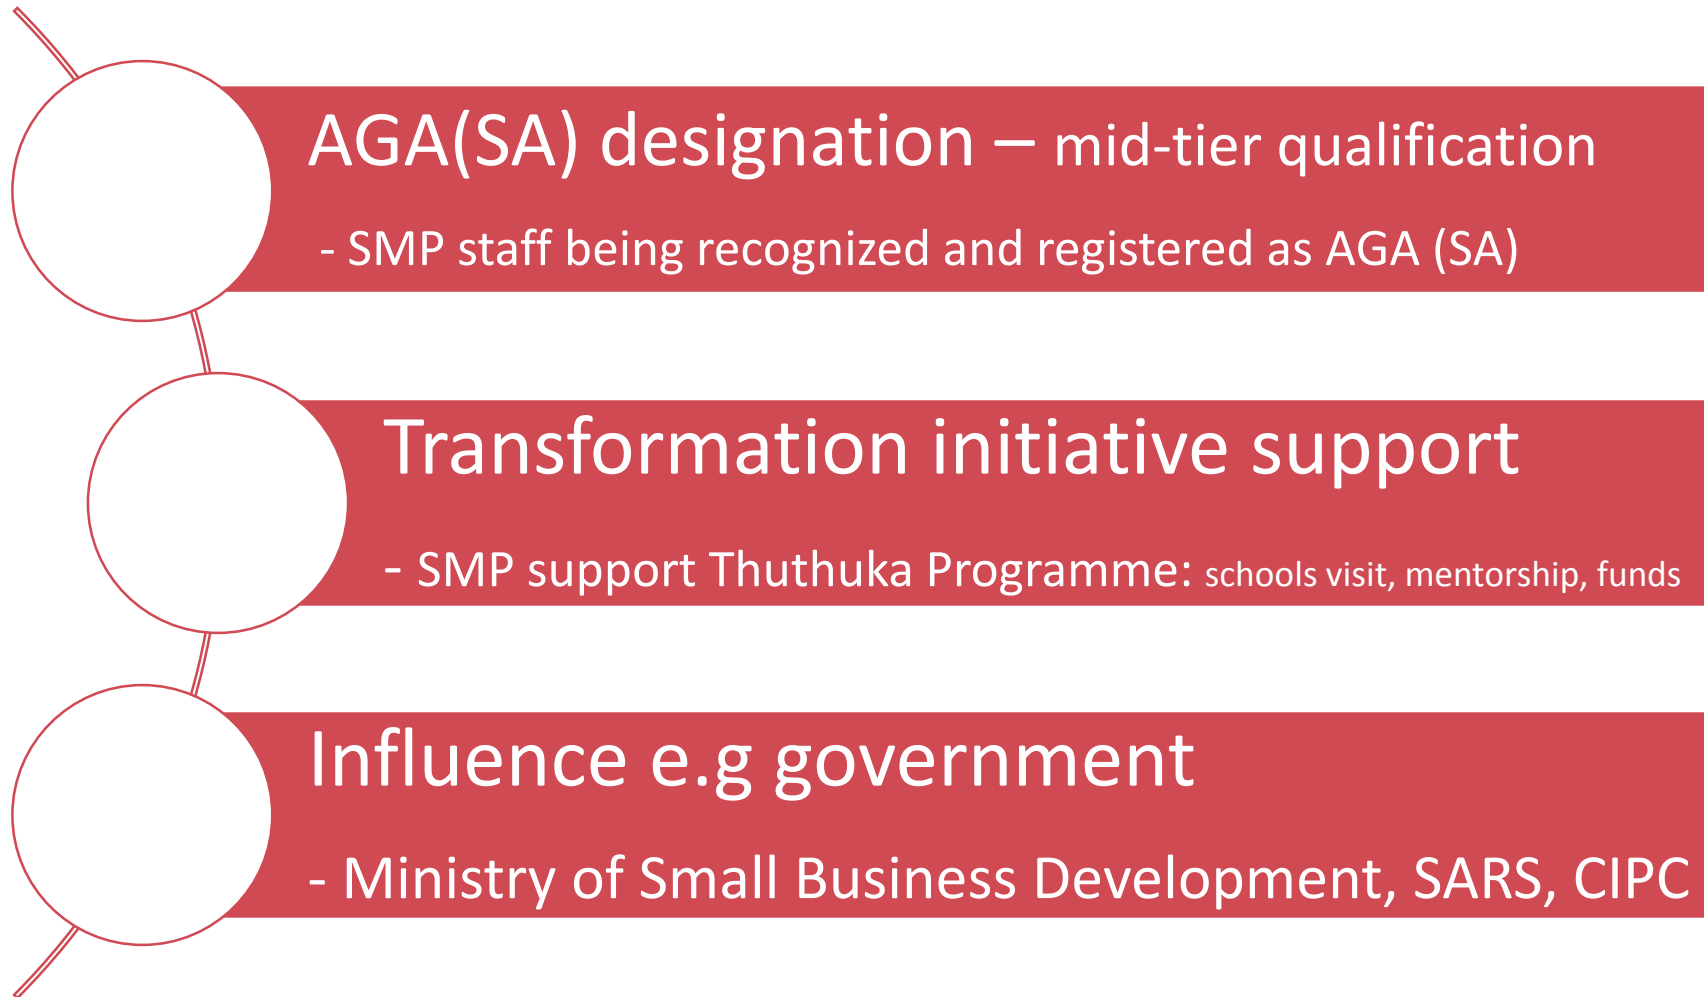 AGA(SA) designation – mid-tier qualification
- SMP staff being recognized and registered as AGA (SA)
Transformation initiative support
- SMP support Thuthuka Programme: schools visit, mentorship, funds
Influence e.g government
- Ministry of Small Business Development, SARS, CIPC